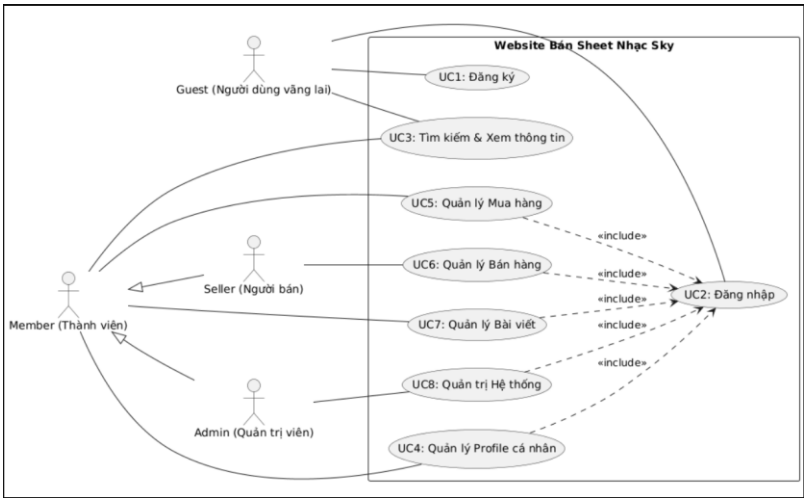 Website Bán Sheet Nhạc Sky
UC1: Đăng ký
Guest (Người dùng vãng lai)
UC3: Tìm kiếm & Xem thông tin
UC5: Quản lý Mua hàng
«include»
UC6: Quản lý Bán hàng
«include»
Seller (Người bán)
UC2: Đăng nhập
«include»
Member (Thành viên)
UC7: Quản lý Bài viết
«include»
«include»
UC8: Quản trị Hệ thống
Admin (Quản trị viên)
UC4: Quản lý Profile cá nhân